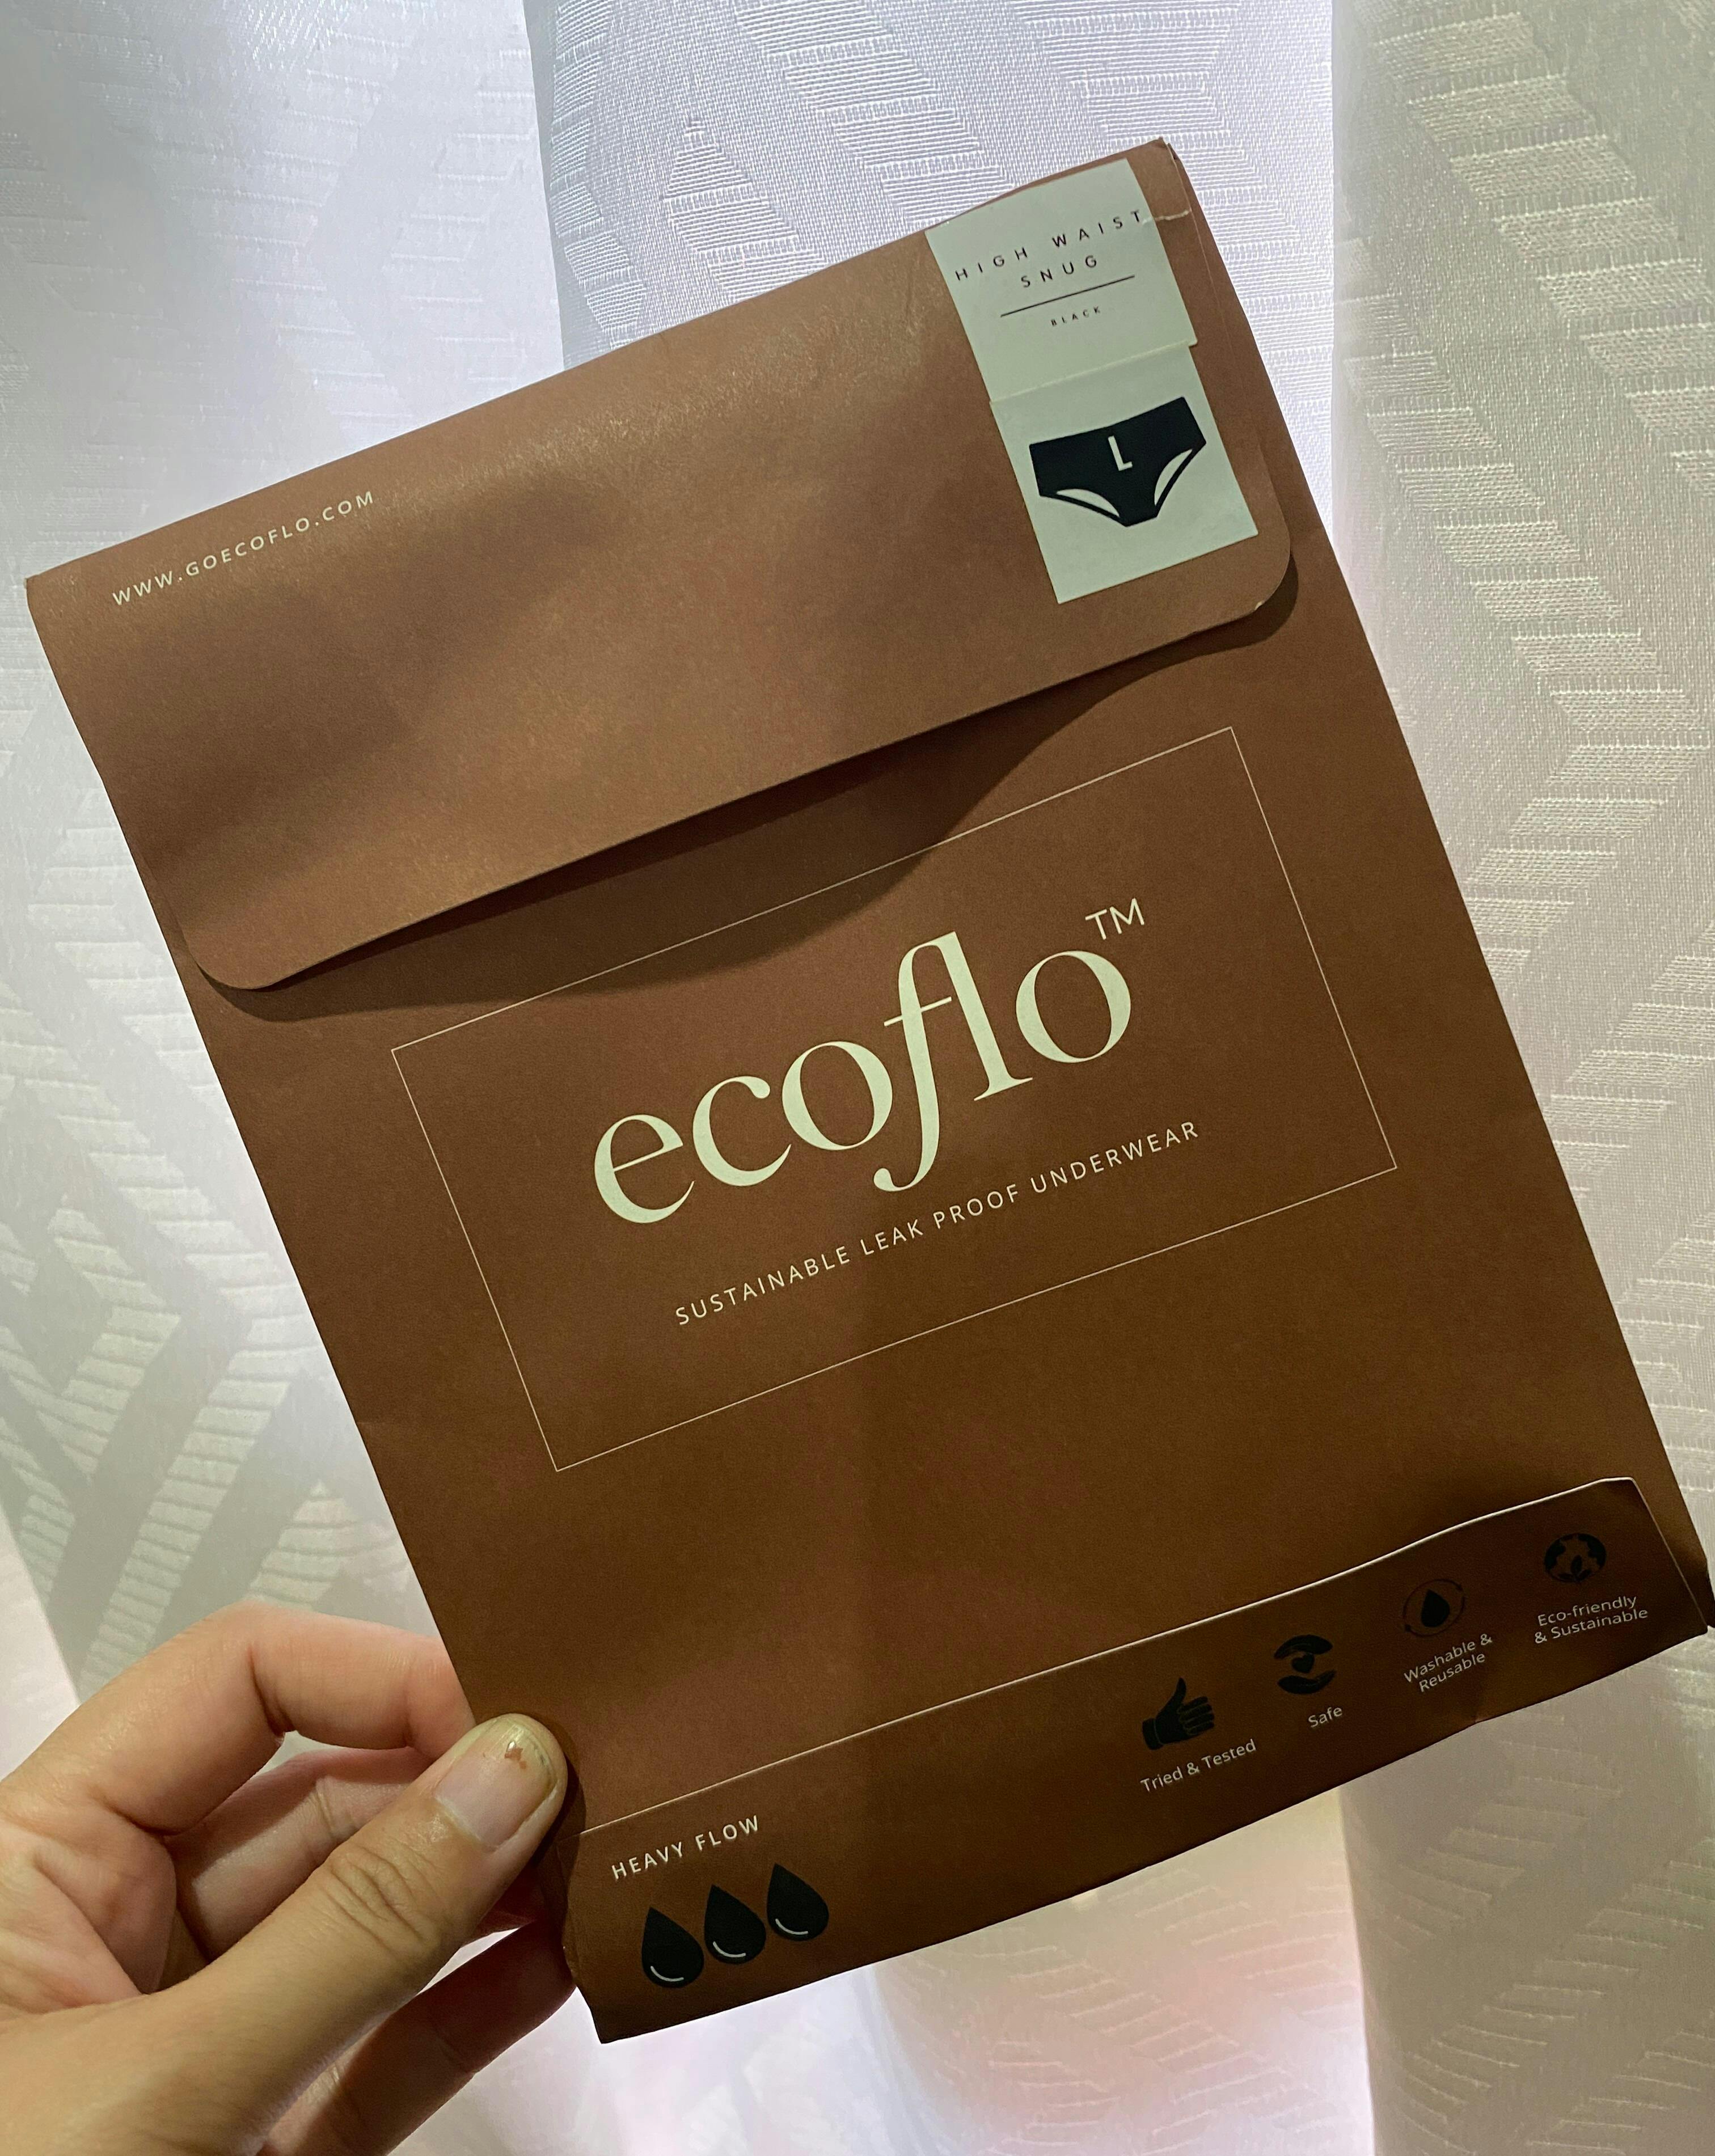 HIGH WAIST
SNUG
BLACK
L
WWW.GOECOFLO.COM
ecoflo™
SUSTAINABLE LEAK PROOF UNDERWEAR
HEAVY FLOW
Tried & Tested
Safe
Washable &
Reusable
Eco-friendly
& Sustainable